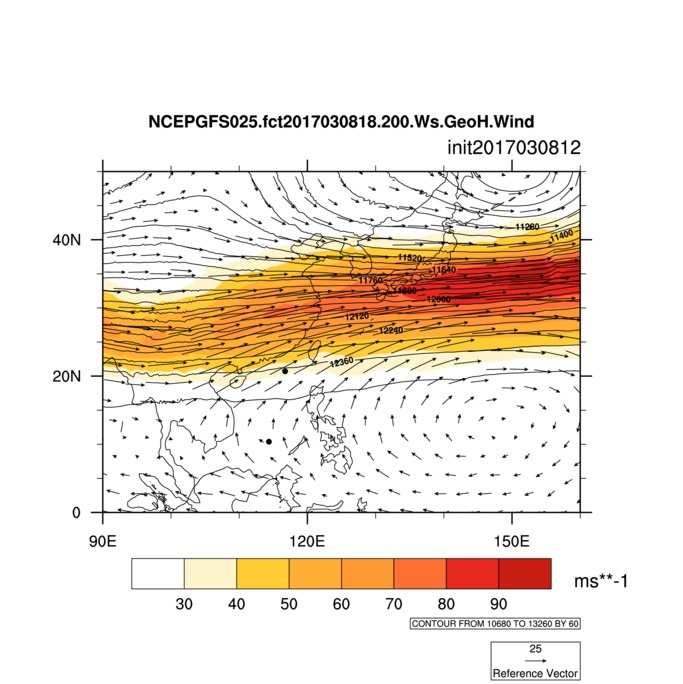 NCEPGFS025.fct2017030818.200.Ws.GeoH.Wind
init2017030812
11280
11400
40N
11520
11640
11760
11880
12000
12120
12240
12360
20N
0
90E 120E 150E
ms**-1
30 40 50 60 70 80 90
CONTOUR FROM 10680 TO 13260 BY 60
25
Reference Vector